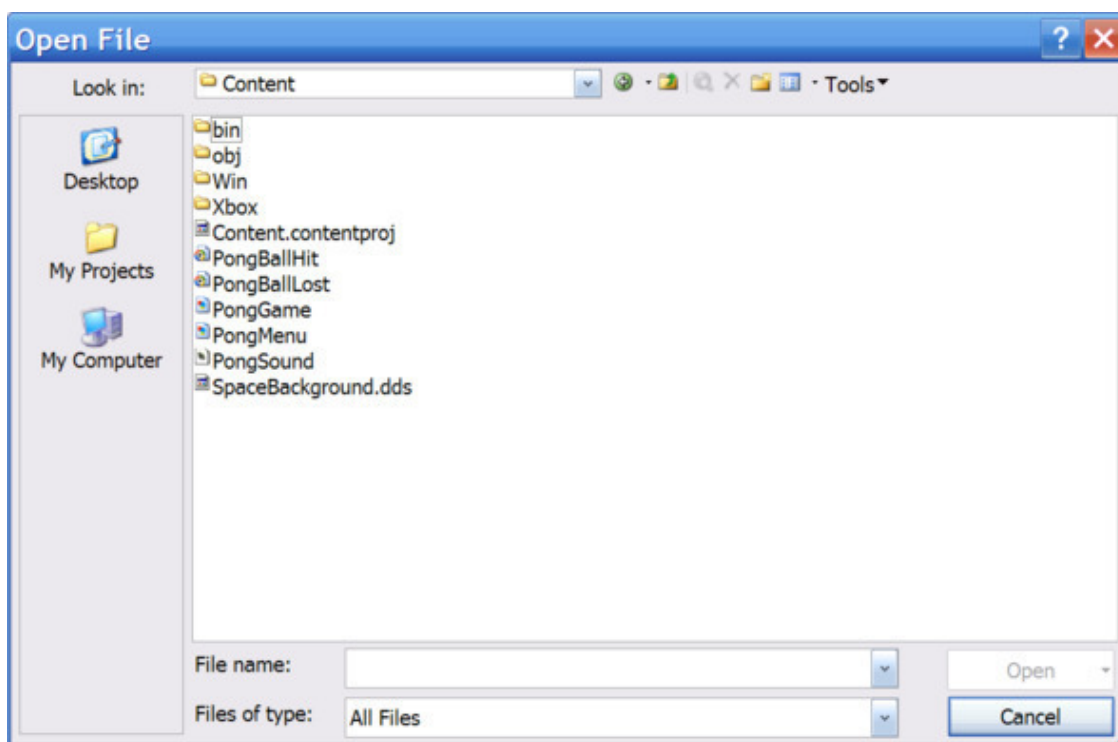 Open File
Look in: Content Tools
Desktop
My Projects
My Computer
bin
obj
Win
Xbox
Content.contentproj
PongBallHit
PongBallLost
PongGame
PongMenu
PongSound
SpaceBackground.dds
File name: Open
Files of type: All Files Cancel